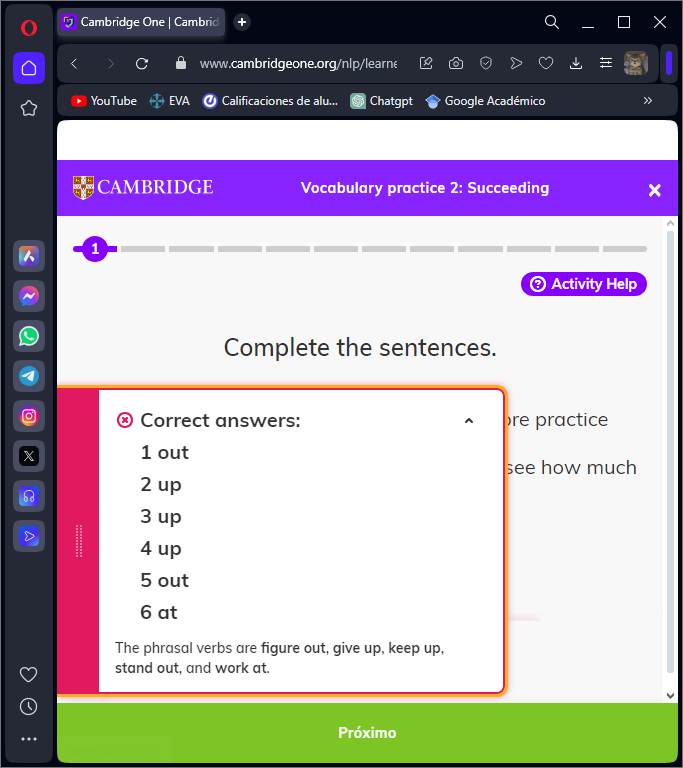 Cambridge One | Cambrid
www.cambridgeone.org/nlp/learne
YouTube
EVA
Calificaciones de alu...
Chatgpt
Google Académico
CAMBRIDGE
Vocabulary practice 2: Succeeding
1
Activity Help
Complete the sentences.
ore practice
see how much
Correct answers:
1 out
2 up
3 up
4 up
5 out
6 at
The phrasal verbs are figure out, give up, keep up,
stand out, and work at.
Próximo